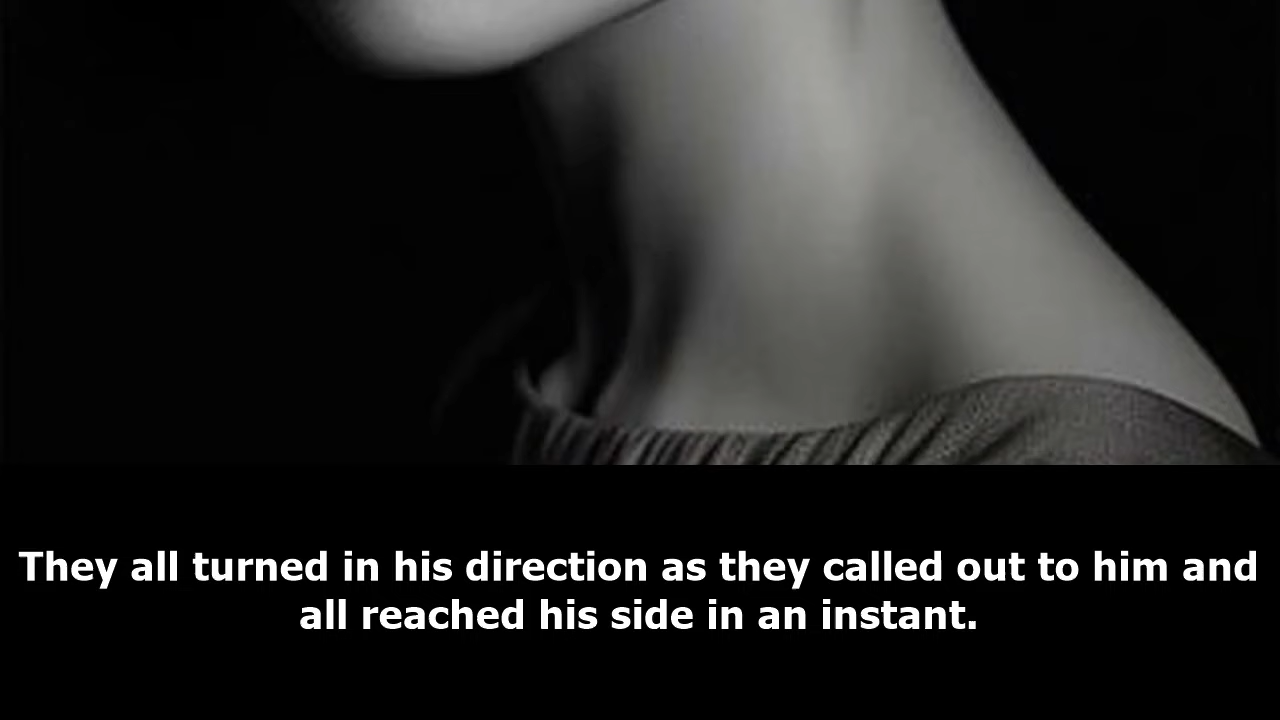 They all turned in his direction as they called out to him and
all reached his side in an instant.